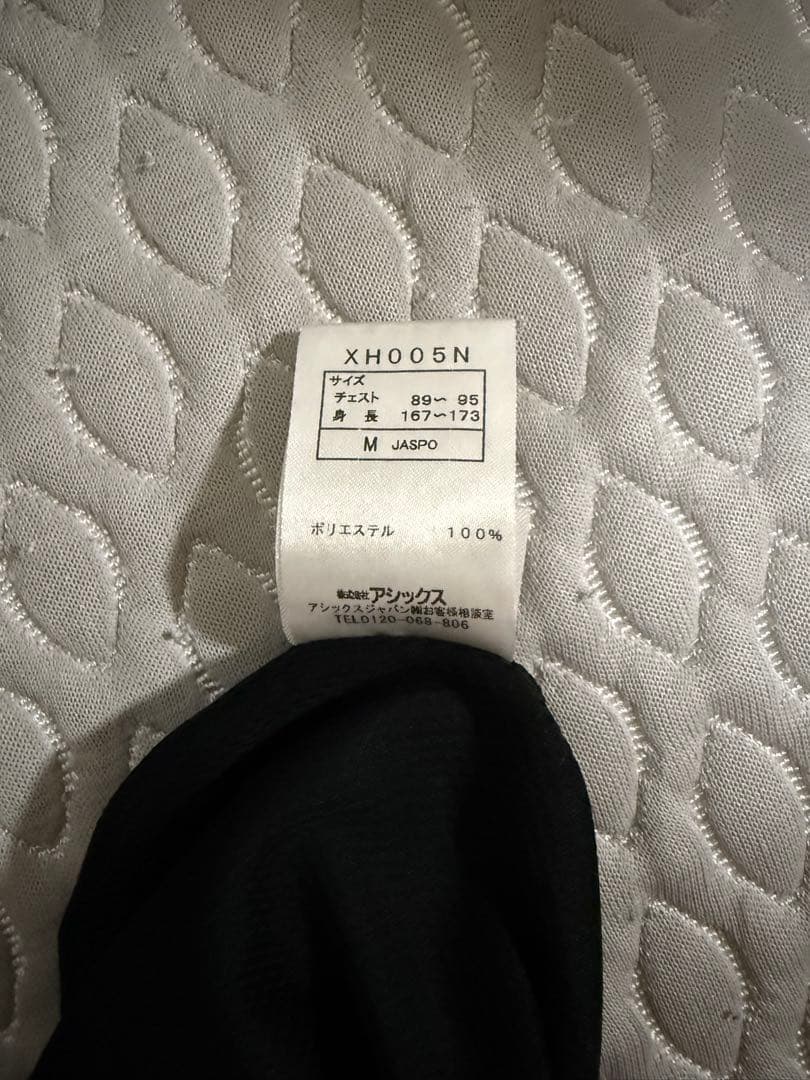 XH005N
サイズ
チェスト 89〜 95
身 長 167〜173
M JASPO
ポリエステル 100%
株式会社アシックス
アシックスジャパン㈱お客様相談室
TEL0120-068-806